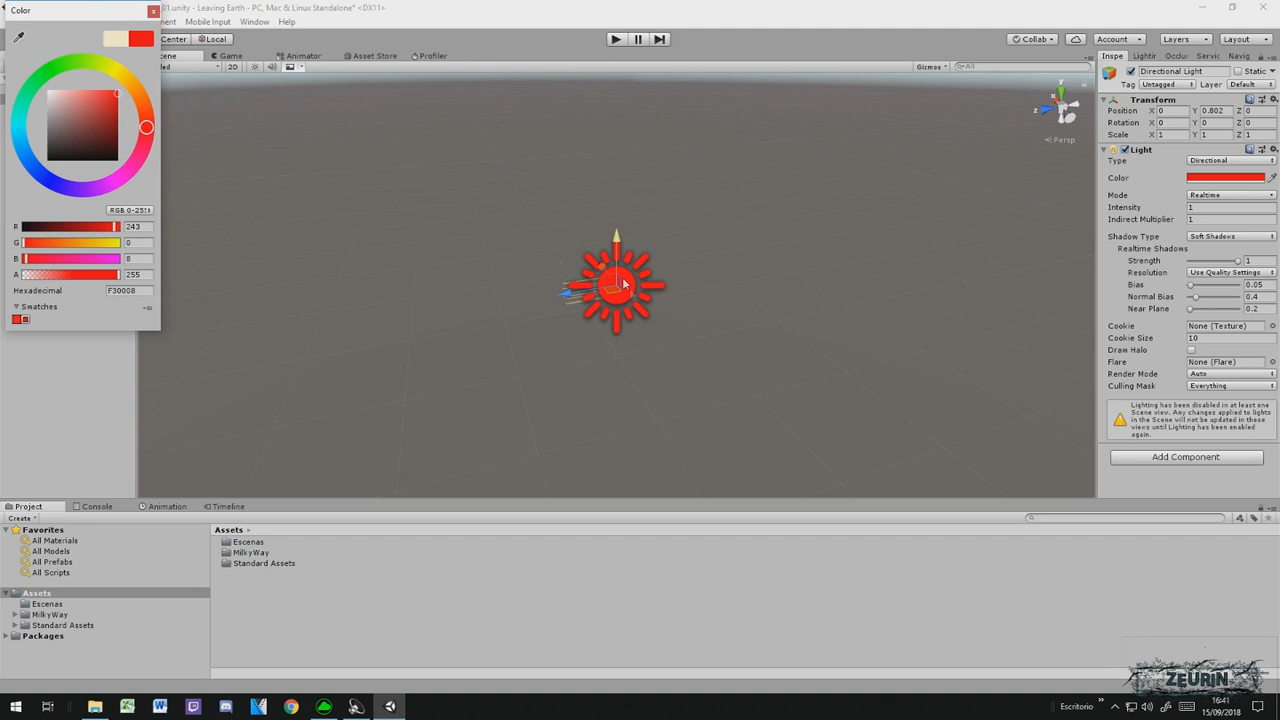 Color
01.unity - Leaving Earth - PC, Mac & Linux Standalone* <DX11>
Mobile Input Window Help
Center Local
Collab Account Layers Layout
Game Animator Asset Store Profiler
2D Gizmos All
Persp
y
x
z
RGB 0-255
R 243
G 0
B 8
A 255
Hexadecimal F30008
Swatches
Inspe Lightir Occlu Servic Navig
Directional Light Static
Tag Untagged Layer Default
Transform
Position X 0 Y 0.802 Z 0
Rotation X 0 Y 0 Z 0
Scale X 1 Y 1 Z 1
Light
Type Directional
Color
Mode Realtime
Intensity 1
Indirect Multiplier 1
Shadow Type Soft Shadows
Realtime Shadows
Strength 1
Resolution Use Quality Settings
Bias 0.05
Normal Bias 0.4
Near Plane 0.2
Cookie None (Texture)
Cookie Size 10
Draw Halo
Flare None (Flare)
Render Mode Auto
Culling Mask Everything
Lighting has been disabled in at least one
Scene view. Any changes applied to lights
in the Scene will not be updated in these
views until Lighting has been enabled
again.
Add Component
Project Console Animation Timeline
Create
Favorites
All Materials
All Models
All Prefabs
All Scripts
Assets
Escenas
MilkyWay
Standard Assets
Packages
Assets
Escenas
MilkyWay
Standard Assets
ZEURIN
Escritorio
16:41
15/09/2018